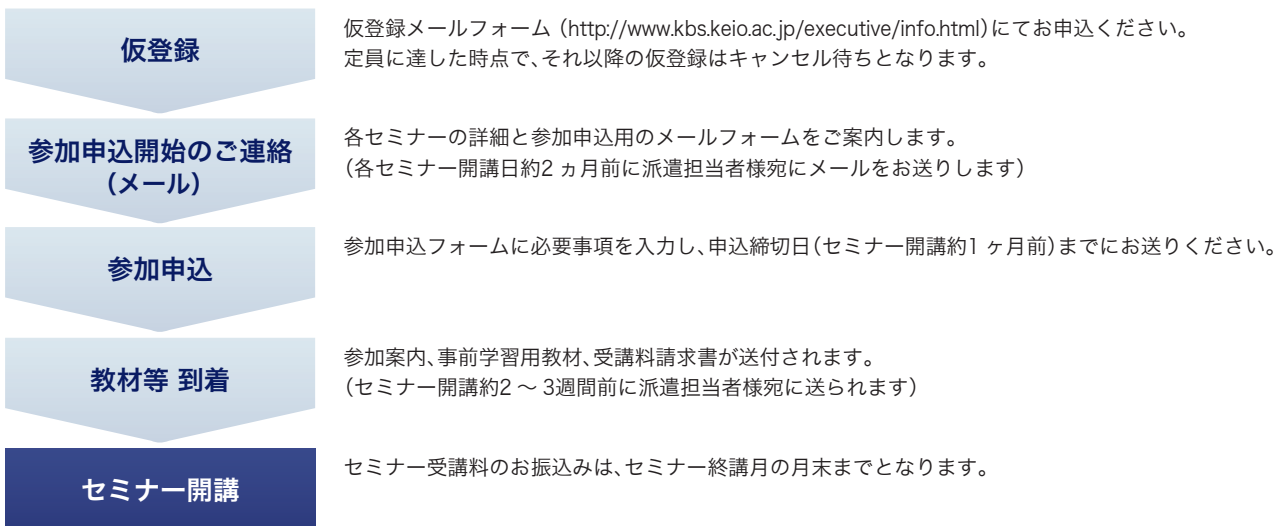 仮登録
仮登録メールフォーム（http://www.kbs.keio.ac.jp/executive/info.html）にてお申込ください。
定員に達した時点で、それ以降の仮登録はキャンセル待ちとなります。
参加申込開始のご連絡
（メール）
各セミナーの詳細と参加申込用のメールフォームをご案内します。
（各セミナー開講日約2 ヵ月前に派遣担当者様宛にメールをお送りします）
参加申込
参加申込フォームに必要事項を入力し、申込締切日（セミナー開講約1 ヶ月前）までにお送りください。
教材等 到着
参加案内、事前学習用教材、受講料請求書が送付されます。
（セミナー開講約2 ～ 3週間前に派遣担当者様宛に送られます）
セミナー開講
セミナー受講料のお振込みは、セミナー終講月の月末までとなります。